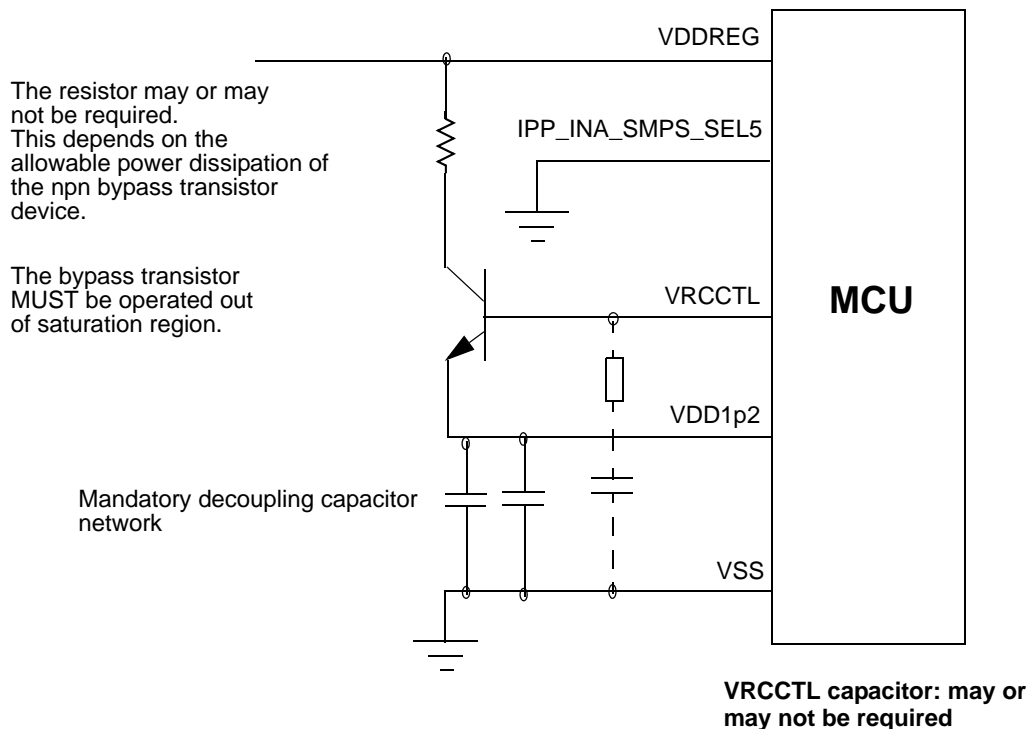 VDDREG
The resistor may or may
not be required.
This depends on the
allowable power dissipation of
the npn bypass transistor
device.
IPP_INA_SMPS_SEL5
The bypass transistor
MUST be operated out
of saturation region.
VRCCTL
MCU
VDD1p2
Mandatory decoupling capacitor
network
VSS
VRCCTL capacitor: may or
may not be required